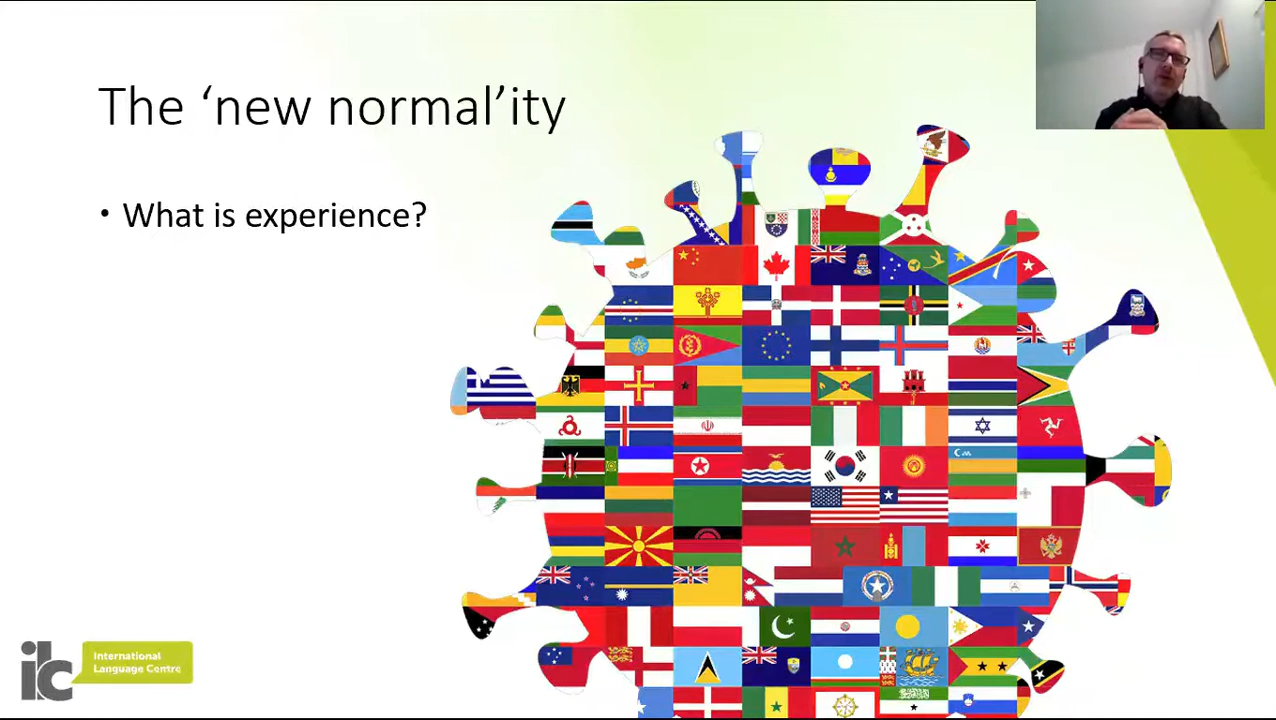 The ‘new normal’ity
• What is experience?
ilc
International
Language Centre